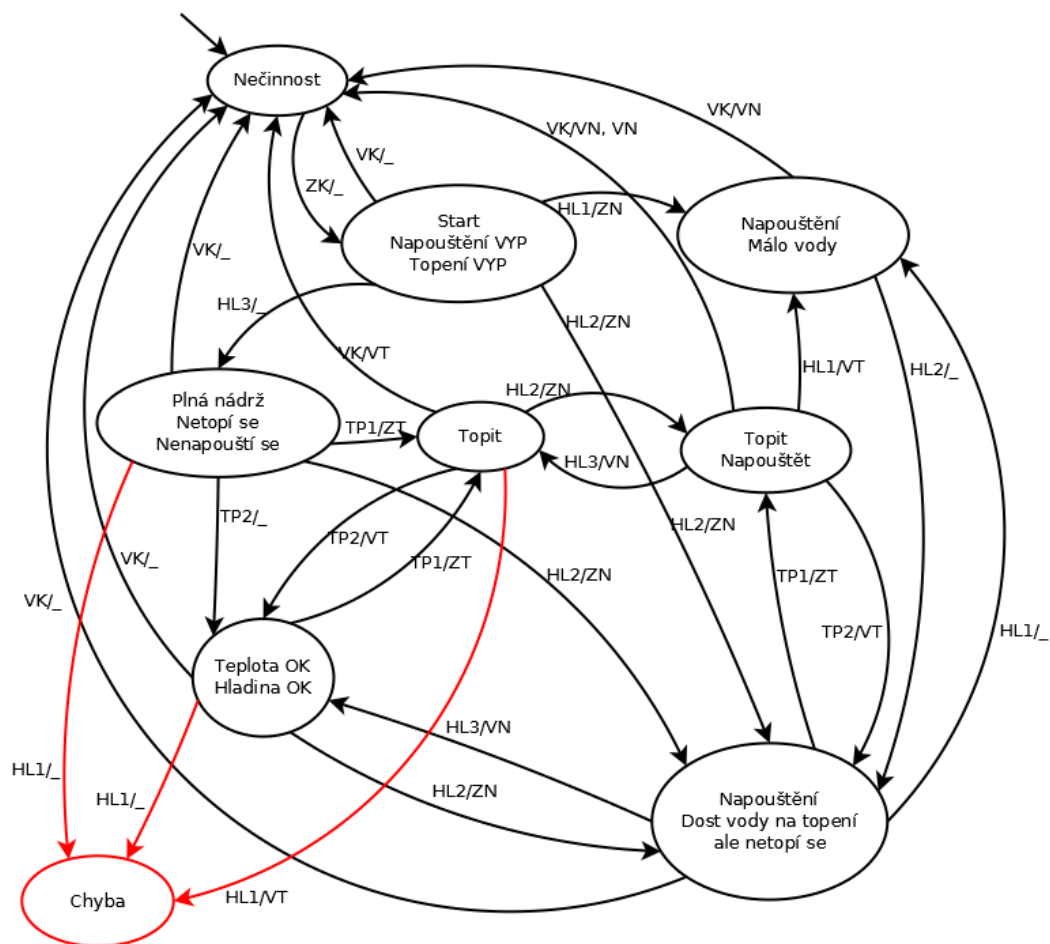 Nečinnost
VK/VN
VK/VN, VN
VK/_
ZK/_
HL1/ZN
Start
Napouštění VYP
Topení VYP
Napouštění
Málo vody
VK/_
HL3/_
HL2/ZN
VK/VT
HL1/VT
HL2/_
HL2/ZN
Plná nádrž
Netopí se
Nenapouští se
TP1/ZT
Topit
Topit
Napouštět
HL3/VN
TP2/_
TP2/VT
HL2/ZN
VK/_
TP1/ZT
HL2/ZN
TP1/ZT
VK/_
TP2/VT
HL1/_
Teplota OK
Hladina OK
HL3/VN
HL1/_
HL1/_
HL2/ZN
Napouštění
Dost vody na topení
ale netopí se
Chyba
HL1/VT